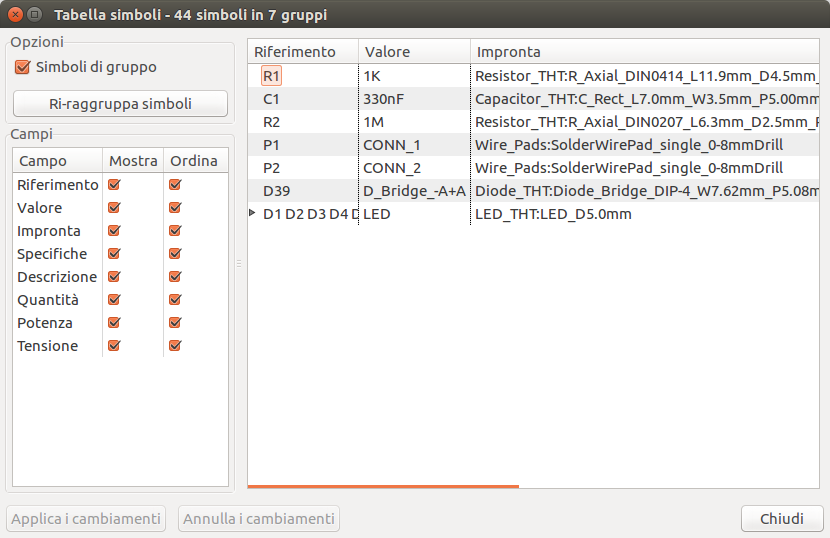 Tabella simboli - 44 simboli in 7 gruppi
Opzioni
Simboli di gruppo
Ri-raggruppa simboli
Campi
Campo Mostra Ordina
Riferimento
Valore
Impronta
Specifiche
Descrizione
Quantità
Potenza
Tensione
Riferimento Valore Impronta
R1 1K Resistor_THT:R_Axial_DIN0414_L11.9mm_D4.5mm_
C1 330nF Capacitor_THT:C_Rect_L7.0mm_W3.5mm_P5.00mm
R2 1M Resistor_THT:R_Axial_DIN0207_L6.3mm_D2.5mm_P
P1 CONN_1 Wire_Pads:SolderWirePad_single_0-8mmDrill
P2 CONN_2 Wire_Pads:SolderWirePad_single_0-8mmDrill
D39 D_Bridge_-A+A Diode_THT:Diode_Bridge_DIP-4_W7.62mm_P5.08m
D1 D2 D3 D4 D LED LED_THT:LED_D5.0mm
Applica i cambiamenti Annulla i cambiamenti Chiudi